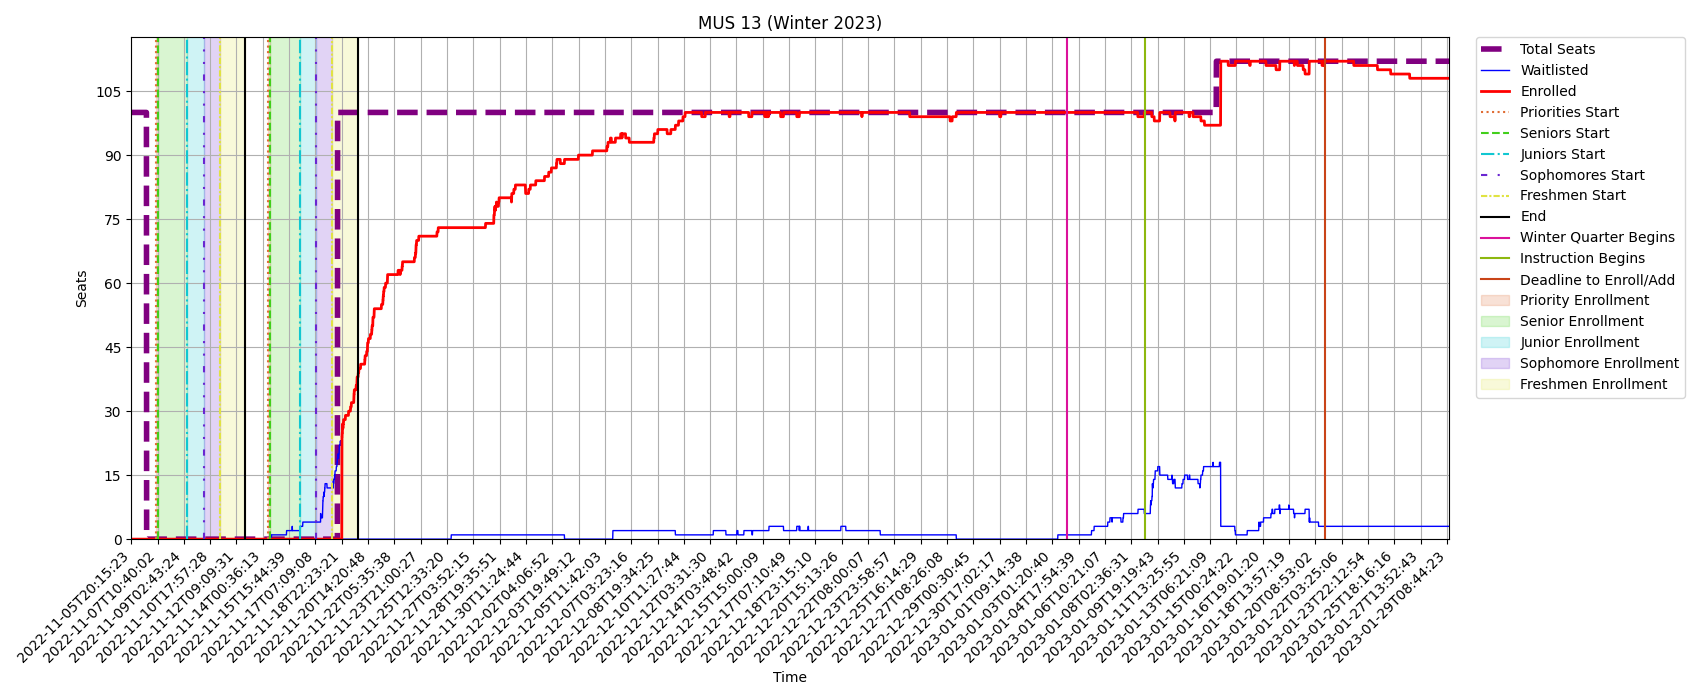 MUS 13 (Winter 2023)
Seats
105
90
75
60
45
30
15
0
2022-11-05T20:15:23
2022-11-07T10:40:02
2022-11-09T02:43:24
2022-11-10T17:57:28
2022-11-12T09:09:31
2022-11-14T00:36:13
2022-11-15T15:44:39
2022-11-17T07:09:08
2022-11-18T22:23:21
2022-11-20T14:20:48
2022-11-22T05:35:38
2022-11-23T21:00:27
2022-11-25T12:33:20
2022-11-27T03:52:15
2022-11-28T19:35:51
2022-11-30T11:24:44
2022-12-02T04:06:52
2022-12-03T19:49:12
2022-12-05T11:42:03
2022-12-07T03:23:16
2022-12-08T19:34:25
2022-12-10T11:27:44
2022-12-12T03:31:30
2022-12-14T03:48:42
2022-12-15T15:00:09
2022-12-17T07:10:49
2022-12-18T23:15:10
2022-12-20T15:13:26
2022-12-22T08:00:07
2022-12-23T23:58:57
2022-12-25T16:14:29
2022-12-27T08:26:08
2022-12-29T00:30:45
2022-12-30T17:02:17
2023-01-01T09:14:38
2023-01-03T01:20:40
2023-01-04T17:54:39
2023-01-06T10:21:07
2023-01-08T02:36:31
2023-01-09T19:19:43
2023-01-11T13:25:55
2023-01-13T06:21:09
2023-01-15T00:24:22
2023-01-16T19:01:20
2023-01-18T13:57:19
2023-01-20T08:53:02
2023-01-22T03:25:06
2023-01-23T22:12:54
2023-01-25T18:16:16
2023-01-27T13:52:43
2023-01-29T08:44:23
Time
Total Seats
Waitlisted
Enrolled
Priorities Start
Seniors Start
Juniors Start
Sophomores Start
Freshmen Start
End
Winter Quarter Begins
Instruction Begins
Deadline to Enroll/Add
Priority Enrollment
Senior Enrollment
Junior Enrollment
Sophomore Enrollment
Freshmen Enrollment